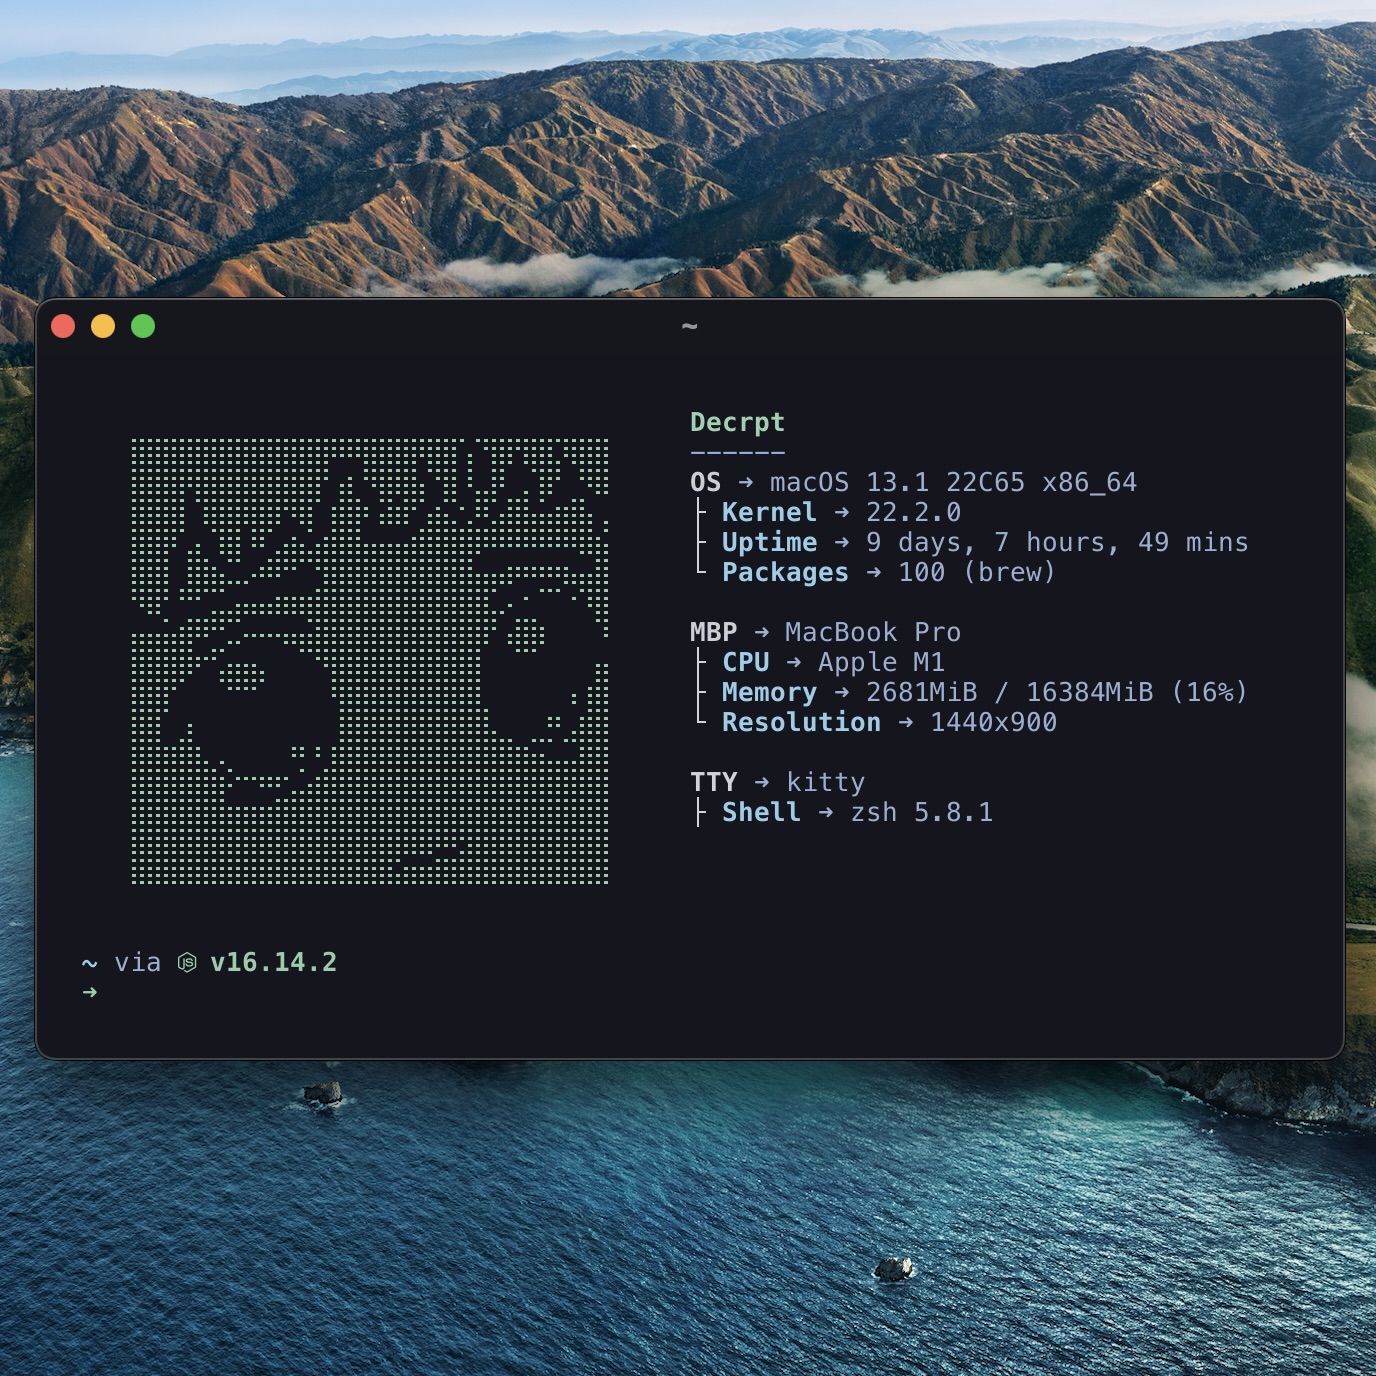 ~
Decrpt
------
OS → macOS 13.1 22C65 x86_64
├ Kernel → 22.2.0
├ Uptime → 9 days, 7 hours, 49 mins
└ Packages → 100 (brew)
MBP → MacBook Pro
├ CPU → Apple M1
├ Memory → 2681MiB / 16384MiB (16%)
└ Resolution → 1440x900
TTY → kitty
├ Shell → zsh 5.8.1
~ via JS v16.14.2
→